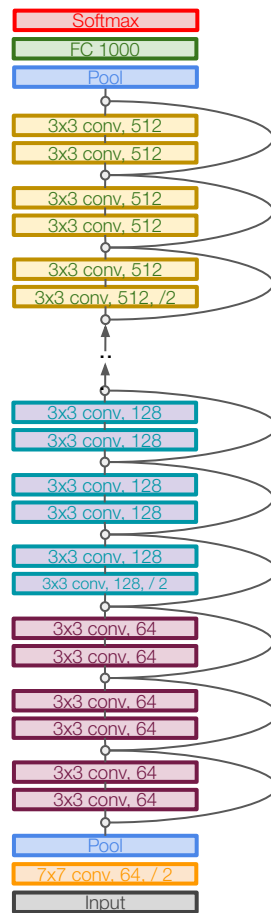 Softmax
FC 1000
Pool
3x3 conv, 512
3x3 conv, 512
3x3 conv, 512
3x3 conv, 512
3x3 conv, 512
3x3 conv, 512, /2
..
.
3x3 conv, 128
3x3 conv, 128
3x3 conv, 128
3x3 conv, 128
3x3 conv, 128
3x3 conv, 128, / 2
3x3 conv, 64
3x3 conv, 64
3x3 conv, 64
3x3 conv, 64
3x3 conv, 64
3x3 conv, 64
Pool
7x7 conv, 64, / 2
Input